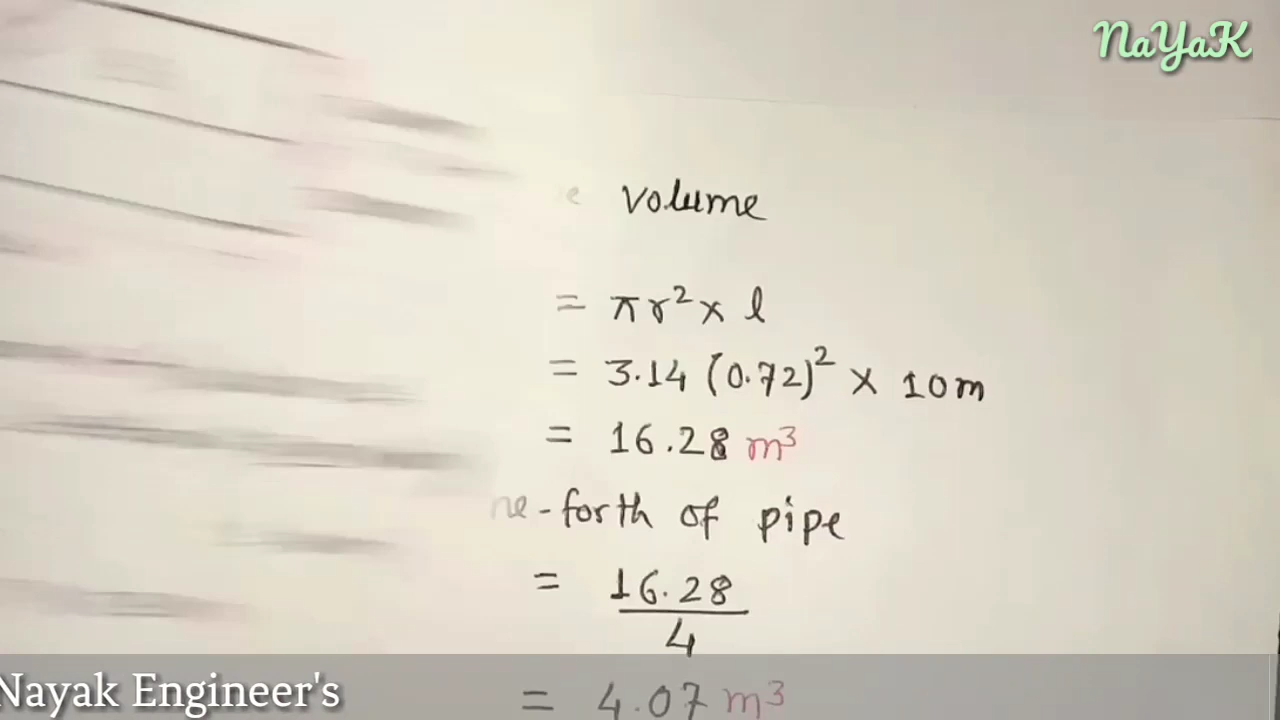 NaYaK
volume
= πr² x l
= 3.14 (0.72)² x 10m
= 16.28 m³
-forth of pipe
= 16.28
4
Nayak Engineer's
= 4.07 m³